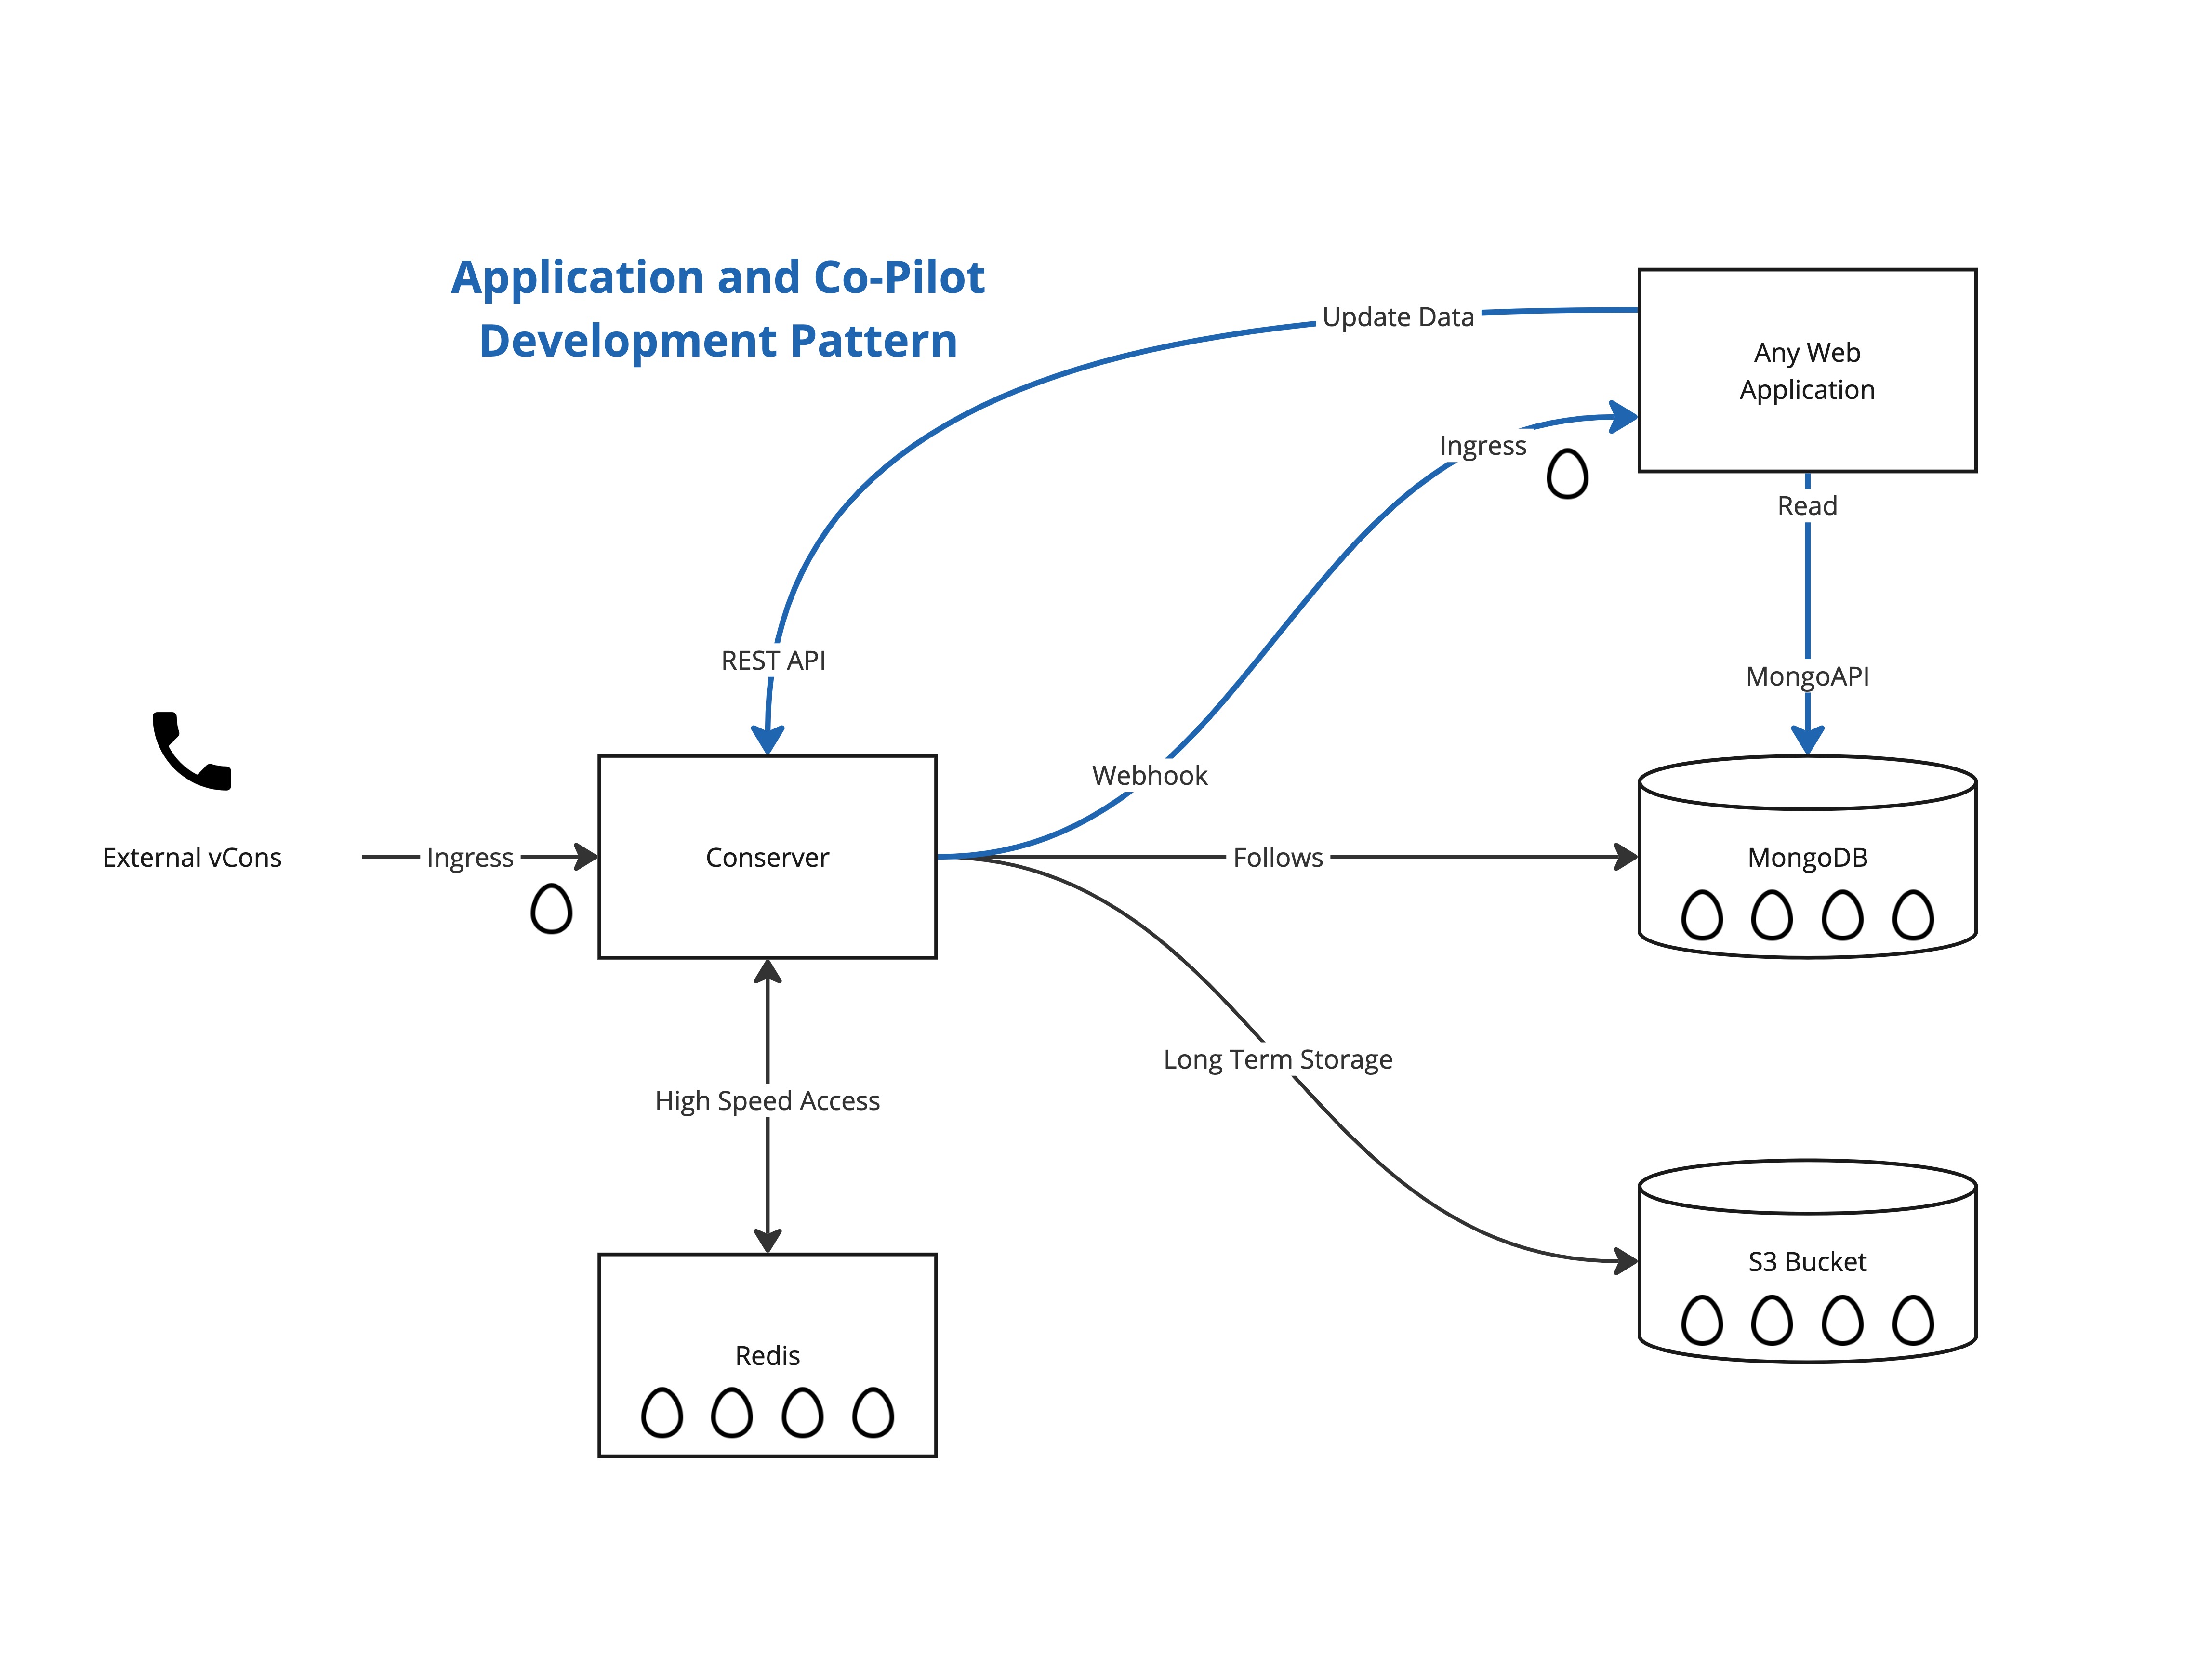 Application and Co-Pilot
Development Pattern
Update Data
Any Web
Application
Ingress
Read
REST API
MongoAPI
Webhook
External vCons
Ingress
Conserver
Follows
MongoDB
Long Term Storage
High Speed Access
S3 Bucket
Redis